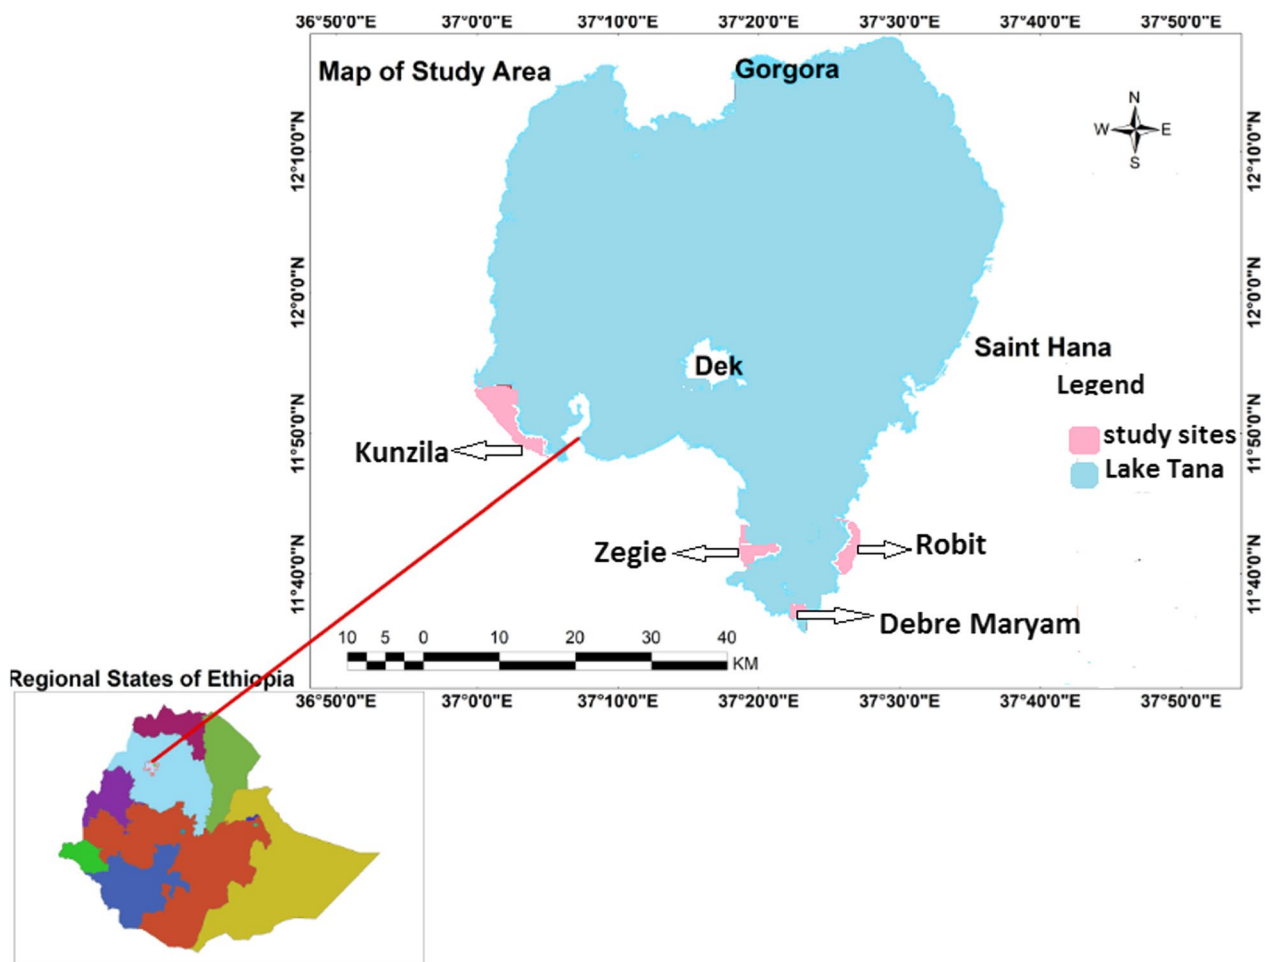 36°50'0"E 37°0'0"E 37°10'0"E 37°20'0"E 37°30'0"E 37°40'0"E 37°50'0"E
Map of Study Area
Gorgora
N
W E
S
12°10'0"N
12°10'0"N
12°0'0"N
12°0'0"N
Dek
Saint Hana
Legend
study sites
Lake Tana
11°50'0"N
11°50'0"N
Kunzila
Zegie
Robit
11°40'0"N
11°40'0"N
Debre Maryam
10 5 0 10 20 30 40
KM
Regional States of Ethiopia
36°50'0"E 37°0'0"E 37°10'0"E 37°20'0"E 37°30'0"E 37°40'0"E 37°50'0"E